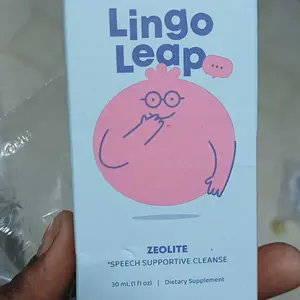 Lingo
Leap
...
ZEOLITE
*SPEECH SUPPORTIVE CLEANSE
30 mL (1 fl oz) | Dietary Supplement